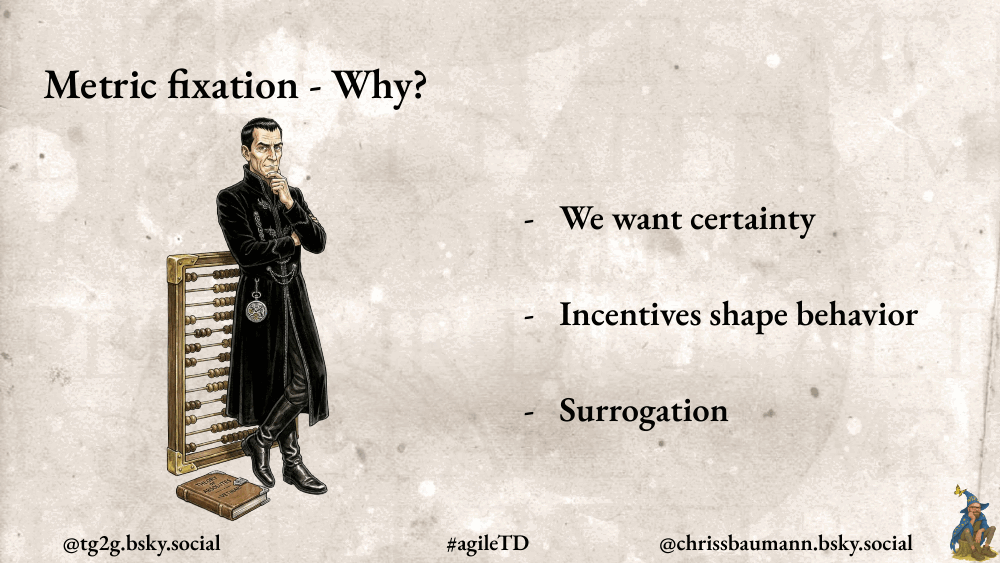 Metric fixation - Why?
- We want certainty
- Incentives shape behavior
- Surrogation
@tg2g.bsky.social
#agileTD
@chrissbaumann.bsky.social